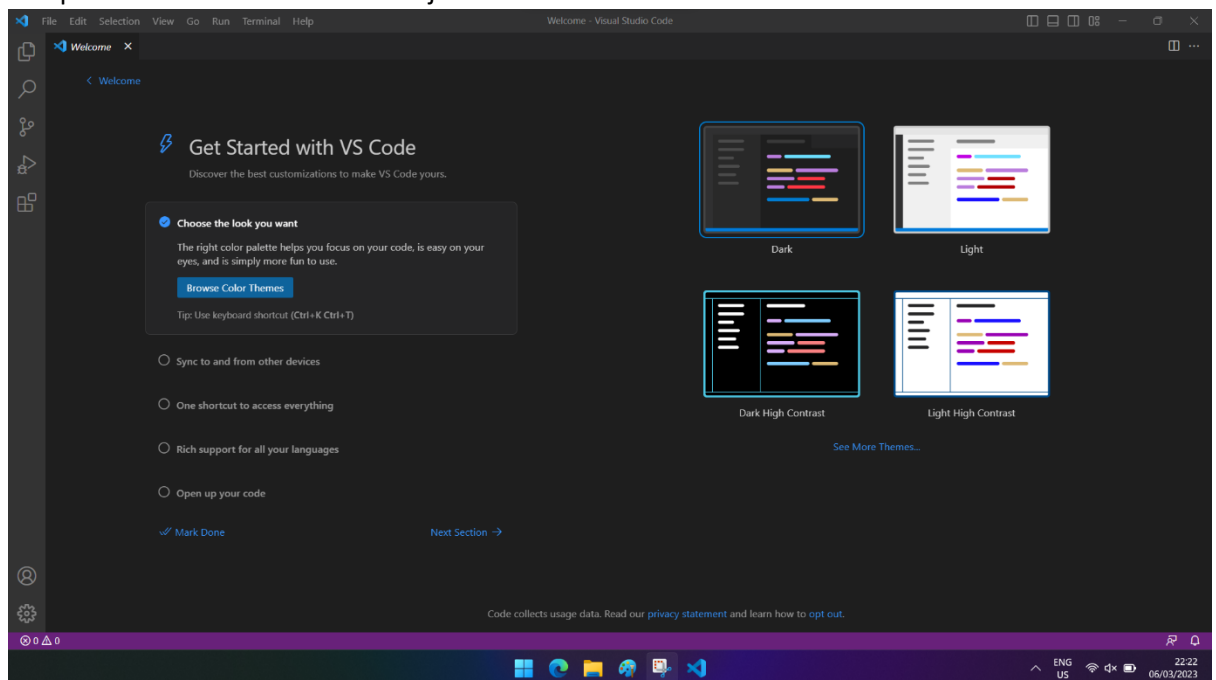 File Edit Selection View Go Run Terminal Help
Welcome - Visual Studio Code
Welcome
Welcome
Get Started with VS Code
Discover the best customizations to make VS Code yours.
Choose the look you want
The right color palette helps you focus on your code, is easy on your
eyes, and is simply more fun to use.
Browse Color Themes
Tip: Use keyboard shortcut (Ctrl+K Ctrl+T)
Sync to and from other devices
One shortcut to access everything
Rich support for all your languages
Open up your code
Mark Done
Next Section
Dark
Light
Dark High Contrast
Light High Contrast
See More Themes...
Code collects usage data. Read our privacy statement and learn how to opt out.
0 0
ENG
US
22:22
06/03/2023